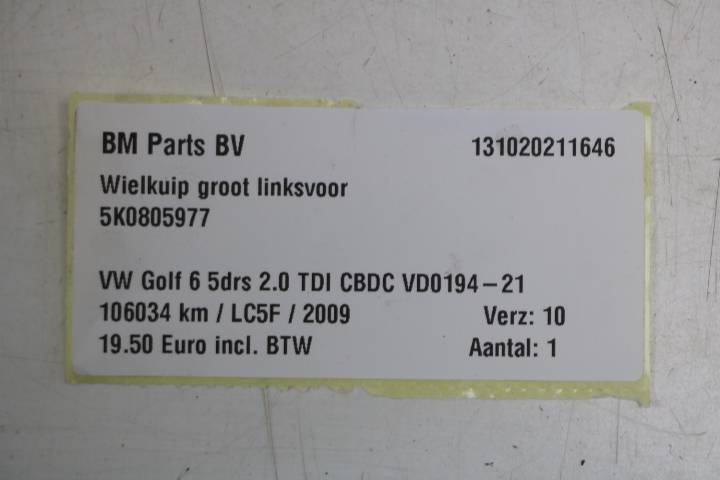 BM Parts BV 131020211646
Wielkuip groot linksvoor
5K0805977
VW Golf 6 5drs 2.0 TDI CBDC VD0194-21
106034 km / LC5F / 2009 Verz: 10
19.50 Euro incl. BTW Aantal: 1